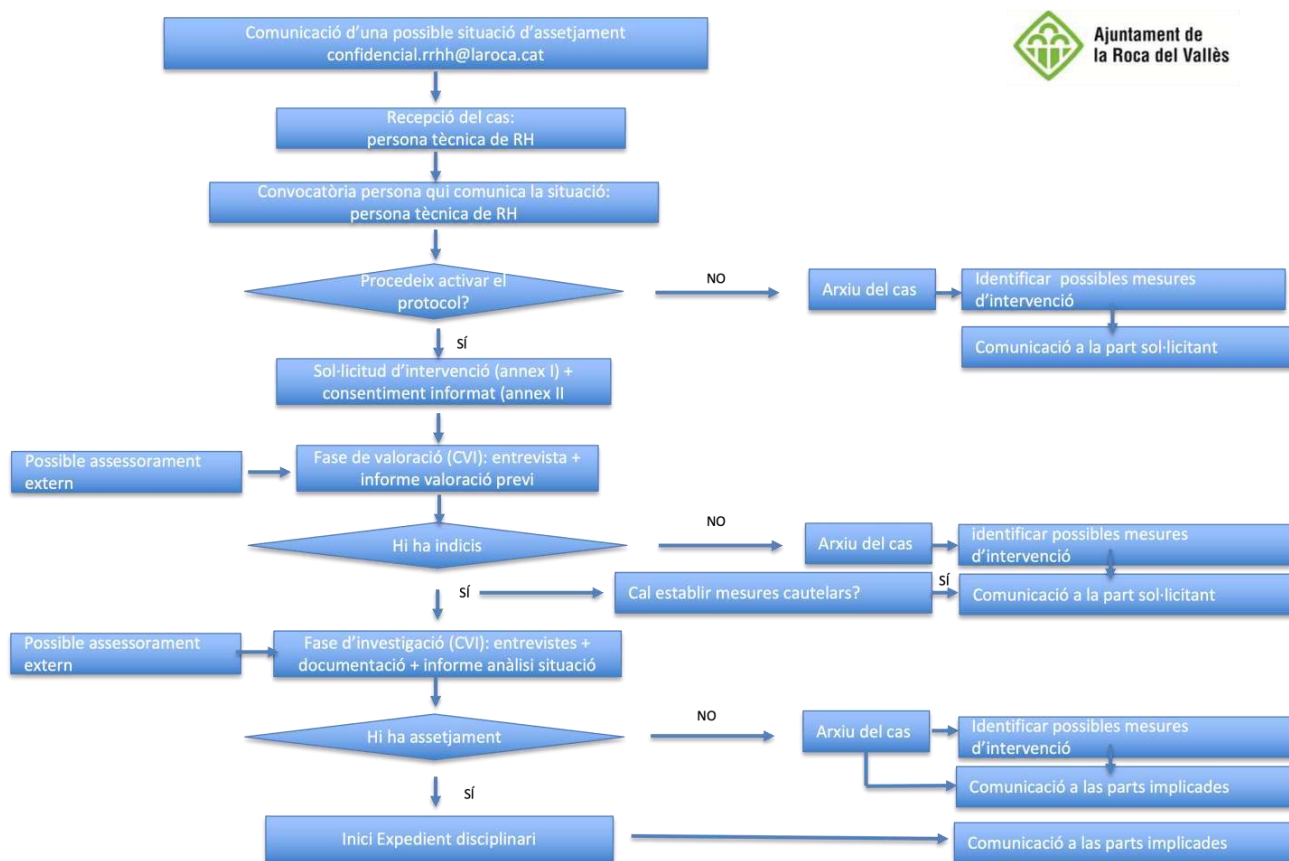 Comunicació d'una possible situació d'assetjament
confidencial.rrhh@laroca.cat
Ajuntament de
la Roca del Vallès
Recepció del cas:
persona tècnica de RH
Convocatòria persona qui comunica la situació:
persona tècnica de RH
Procedeix activar el
protocol?
NO
Arxiu del cas
Identificar possibles mesures
d'intervenció
Comunicació a la part sol·licitant
SÍ
Sol·licitud d'intervenció (annex I) +
consentiment informat (annex II
Possible assessorament
extern
Fase de valoració (CVI): entrevista +
informe valoració previ
Hi ha indicis
NO
Arxiu del cas
identificar possibles mesures
d'intervenció
SÍ
Cal establir mesures cautelars?
SÍ
Comunicació a la part sol·licitant
Possible assessorament
extern
Fase d'investigació (CVI): entrevistes +
documentació + informe anàlisi situació
Hi ha assetjament
NO
Arxiu del cas
Identificar possibles mesures
d'intervenció
Comunicació a las parts implicades
SÍ
Inici Expedient disciplinari
Comunicació a las parts implicades